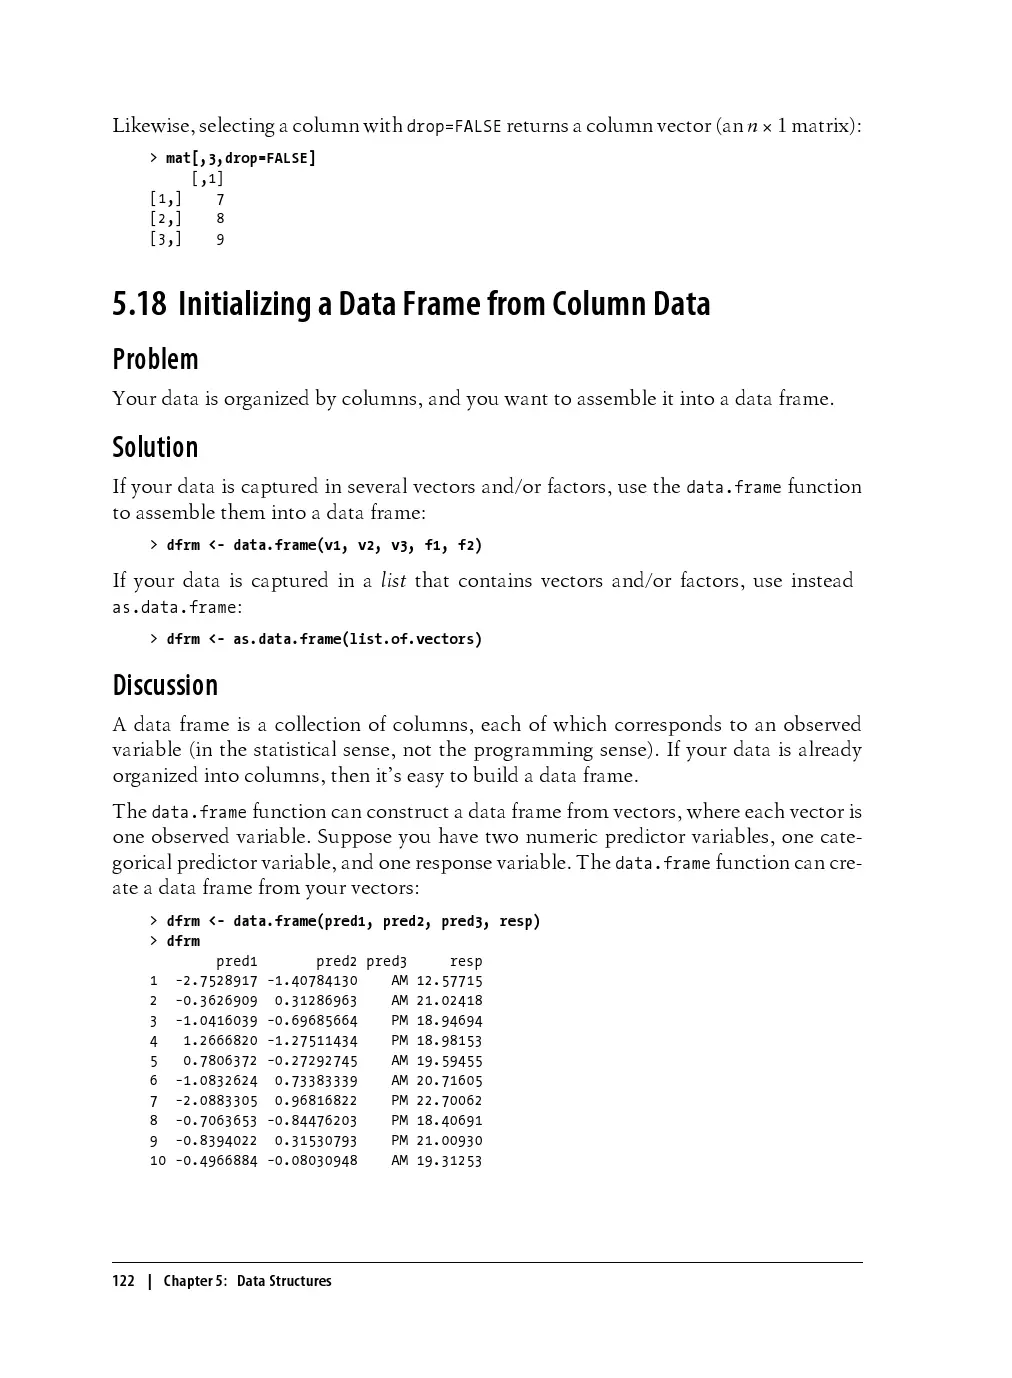 Likewise, selecting a column with drop=FALSE returns a column vector (an n × 1 matrix):
> mat[,3,drop=FALSE]
     [,1]
[1,]    7
[2,]    8
[3,]    9
5.18 Initializing a Data Frame from Column Data
Problem
Your data is organized by columns, and you want to assemble it into a data frame.
Solution
If your data is captured in several vectors and/or factors, use the data.frame function
to assemble them into a data frame:
> dfrm <- data.frame(v1, v2, v3, f1, f2)
If your data is captured in a list that contains vectors and/or factors, use instead
as.data.frame:
> dfrm <- as.data.frame(list.of.vectors)
Discussion
A data frame is a collection of columns, each of which corresponds to an observed
variable (in the statistical sense, not the programming sense). If your data is already
organized into columns, then it’s easy to build a data frame.
The data.frame function can construct a data frame from vectors, where each vector is
one observed variable. Suppose you have two numeric predictor variables, one cate-
gorical predictor variable, and one response variable. The data.frame function can cre-
ate a data frame from your vectors:
> dfrm <- data.frame(pred1, pred2, pred3, resp)
> dfrm
        pred1       pred2 pred3     resp
1  -2.7528917 -1.40784130    AM 12.57715
2  -0.3626909  0.31286963    AM 21.02418
3  -1.0416039 -0.69685664    PM 18.94694
4   1.2666820 -1.27511434    PM 18.98153
5   0.7806372 -0.27292745    AM 19.59455
6  -1.0832624  0.73383339    AM 20.71605
7  -2.0883305  0.96816822    PM 22.70062
8  -0.7063653 -0.84476203    PM 18.40691
9  -0.8394022  0.31530793    PM 21.00930
10 -0.4966884 -0.08030948    AM 19.31253
122 | Chapter 5: Data Structures